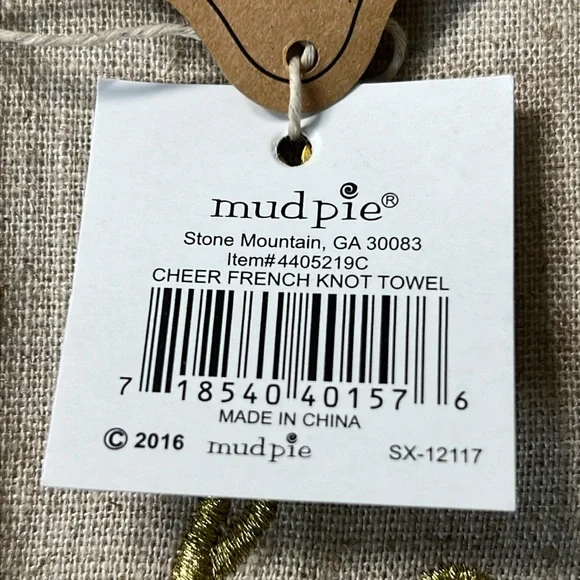 mudpie®
Stone Mountain, GA 30083
Item#4405219C
CHEER FRENCH KNOT TOWEL
7 18540 40157 6
MADE IN CHINA
© 2016 mudpie SX-12117